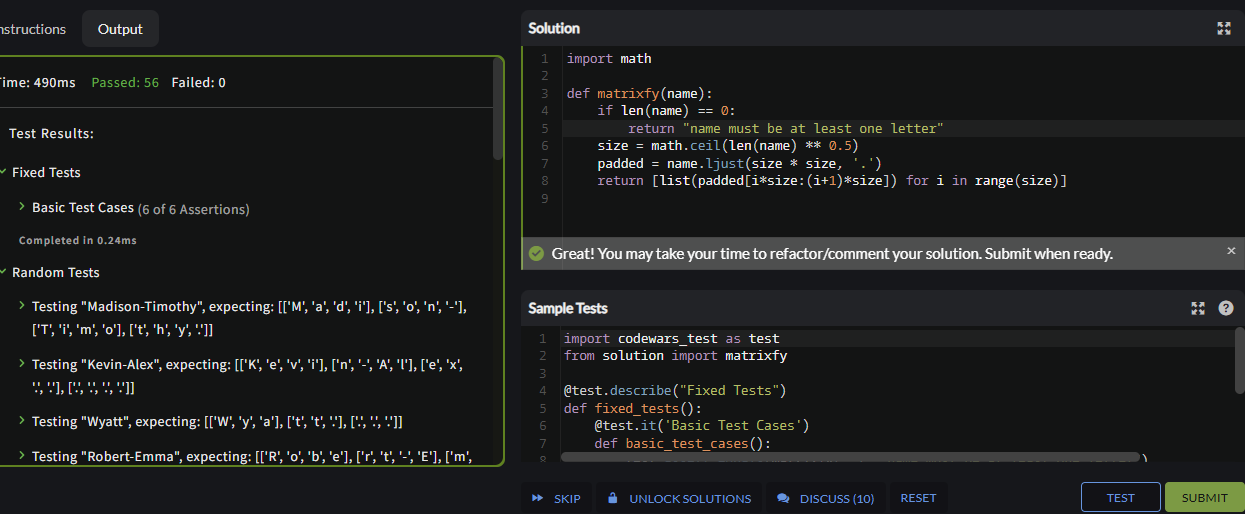 nstructions
Output
Time: 490ms Passed: 56 Failed: 0
Test Results:
Fixed Tests
Basic Test Cases (6 of 6 Assertions)
Completed in 0.24ms
Random Tests
Testing "Madison-Timothy", expecting: [['M', 'a', 'd', 'i'], ['s', 'o', 'n', '-'],
['T', 'i', 'm', 'o'], ['t', 'h', 'y', '.']]
Testing "Kevin-Alex", expecting: [['K', 'e', 'v', 'i'], ['n', '-', 'A', 'l'], ['e', 'x',
'.', '.'], ['.', '.', '.', '.']]
Testing "Wyatt", expecting: [['W', 'y', 'a'], ['t', 't', '.'], ['.', '.', '.']]
Testing "Robert-Emma", expecting: [['R', 'o', 'b', 'e'], ['r', 't', '-', 'E'], ['m',
Solution
1 import math
2
3 def matrixfy(name):
4 if len(name) == 0:
5 return "name must be at least one letter"
6 size = math.ceil(len(name) ** 0.5)
7 padded = name.ljust(size * size, '.')
8 return [list(padded[i*size:(i+1)*size]) for i in range(size)]
9
Great! You may take your time to refactor/comment your solution. Submit when ready.
Sample Tests
1 import codewars_test as test
2 from solution import matrixfy
3
4 @test.describe("Fixed Tests")
5 def fixed_tests():
6 @test.it('Basic Test Cases')
7 def basic_test_cases():
8
SKIP
UNLOCK SOLUTIONS
DISCUSS (10)
RESET
TEST
SUBMIT